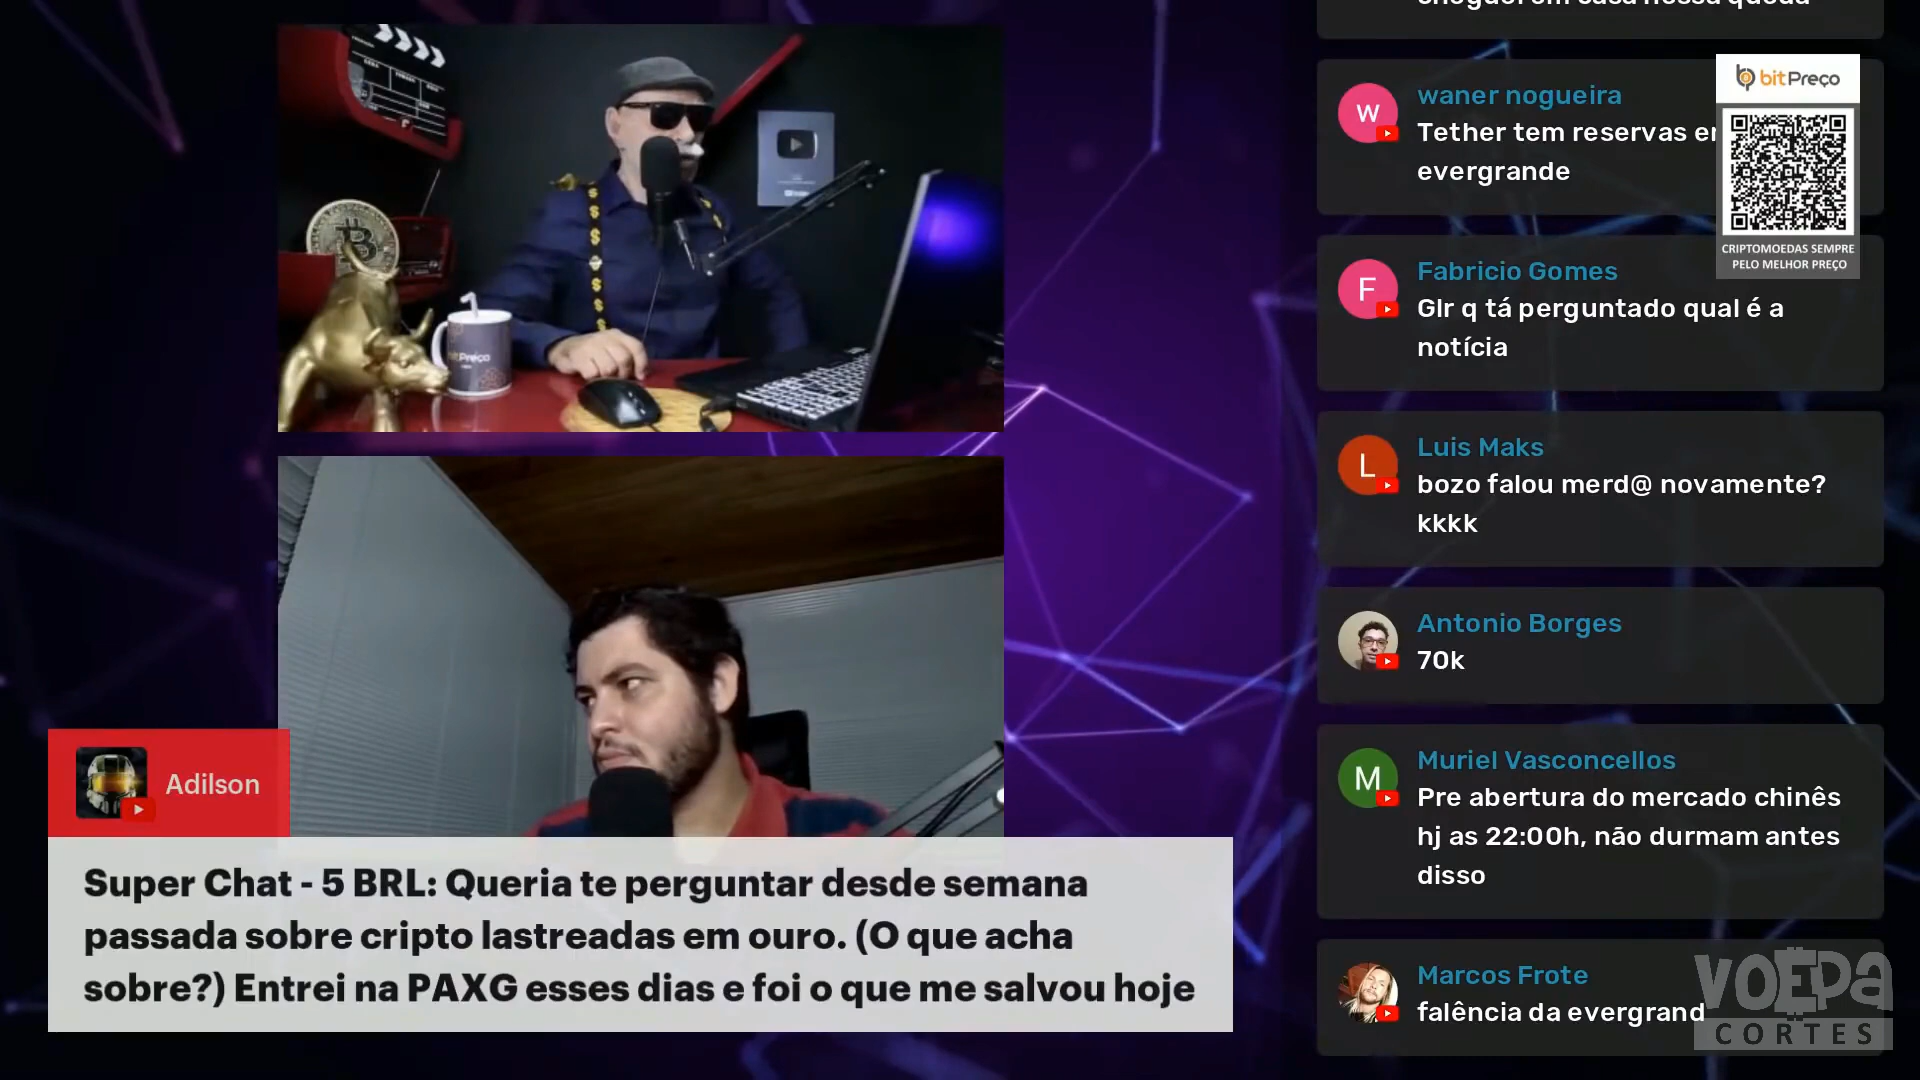 bitPreço
Adilson
Super Chat - 5 BRL: Queria te perguntar desde semana
passada sobre cripto lastreadas em ouro. (O que acha
sobre?) Entrei na PAXG esses dias e foi o que me salvou hoje
W
waner nogueira
Tether tem reservas
evergrande
bitPreço
CRIPTOMOEDAS SEMPRE
PELO MELHOR PREÇO
F
Fabricio Gomes
Glr q tá perguntado qual é a
notícia
L
Luis Maks
bozo falou merd@ novamente?
kkkk
Antonio Borges
70k
M
Muriel Vasconcellos
Pre abertura do mercado chinês
hj as 22:00h, não durmam antes
disso
Marcos Frote
falência da evergrand
VOEPA
CORTES